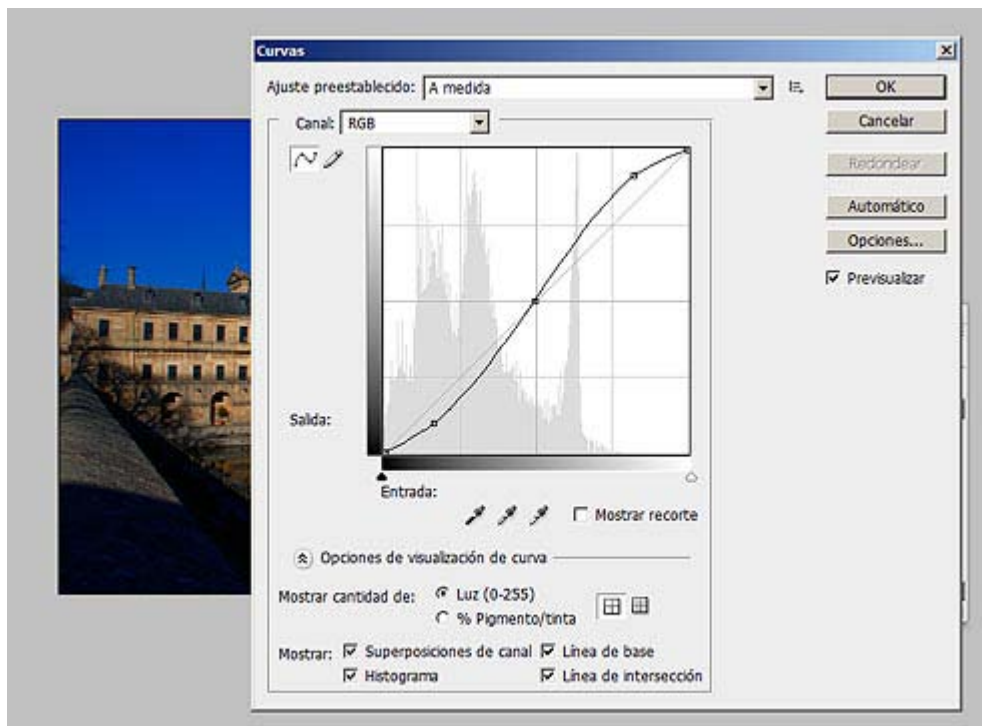 Curvas
Ajuste preestablecido: A medida
OK
Canal: RGB
Cancelar
Redondear
Automático
Opciones...
Previsualizar
Salida:
Entrada:
Mostrar recorte
Opciones de visualización de curva
Mostrar cantidad de: Luz (0-255)
% Pigmento/tinta
Mostrar: Superposiciones de canal Línea de base
Histograma Línea de intersección